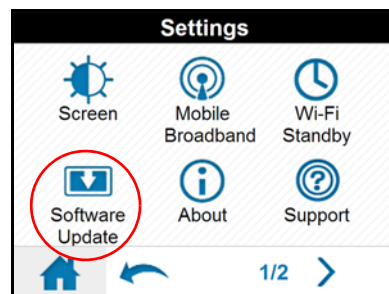 Settings
Screen
Mobile
Broadband
Wi-Fi
Standby
Software
Update
About
Support
1/2